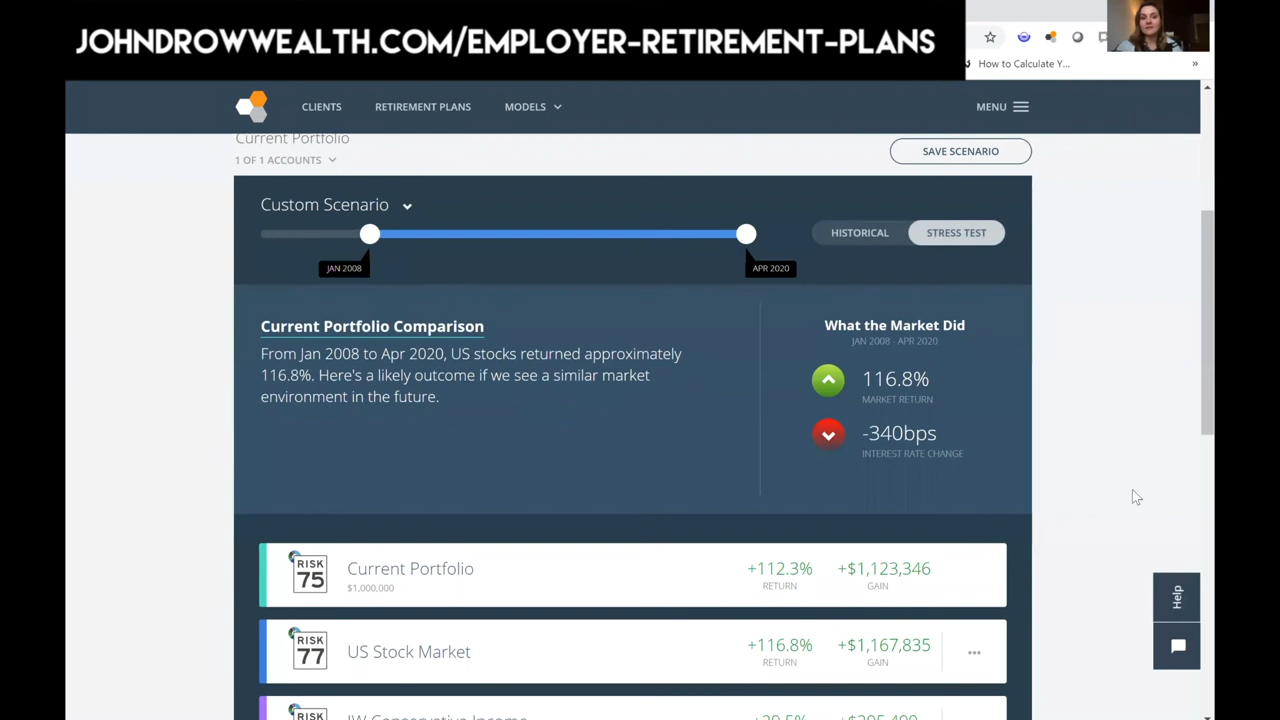 JOHNDROWWEALTH.COM/EMPLOYER-RETIREMENT-PLANS
How to Calculate Y...
»
CLIENTS RETIREMENT PLANS MODELS MENU
Current Portfolio
1 OF 1 ACCOUNTS
SAVE SCENARIO
Custom Scenario
HISTORICAL STRESS TEST
JAN 2008 APR 2020
Current Portfolio Comparison
From Jan 2008 to Apr 2020, US stocks returned approximately
116.8%. Here's a likely outcome if we see a similar market
environment in the future.
What the Market Did
JAN 2008 - APR 2020
116.8%
MARKET RETURN
-340bps
INTEREST RATE CHANGE
Help
RISK
75
Current Portfolio
$1,000,000
+112.3%
RETURN
+$1,123,346
GAIN
RISK
77
US Stock Market
+116.8%
RETURN
+$1,167,835
GAIN
...
RISK
JW Conservative Income